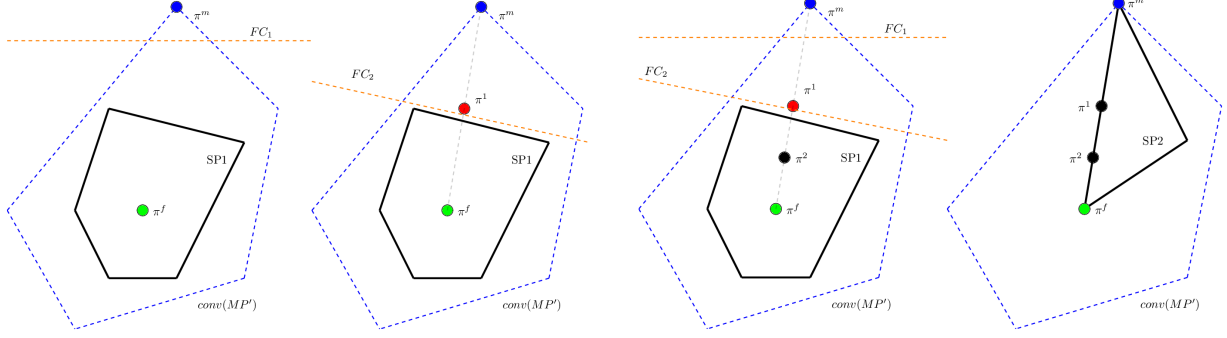 π^m
FC_1
SP1
π^f
conv(MP′)
π^m
FC_2
π^1
SP1
π^f
conv(MP′)
π^m
FC_1
FC_2
π^1
π^2
SP1
π^f
conv(MP′)
π^m
π^1
π^2
SP2
π^f
conv(MP′)